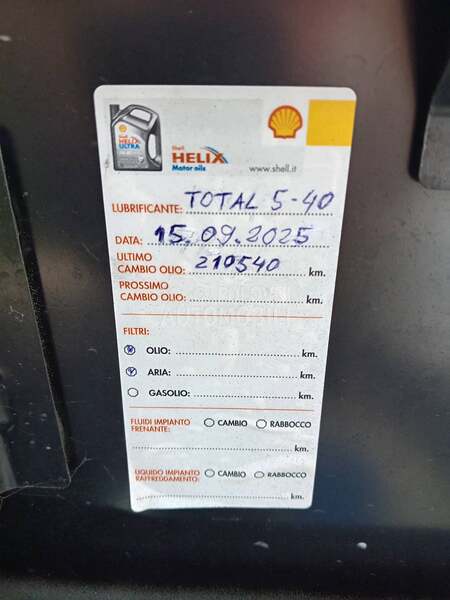 Shell
HELIX
ULTRA
Shell
HELIX
Motor oils
www.shell.it
LUBRIFICANTE: TOTAL 5-40
DATA: 15.09.2025
ULTIMO
CAMBIO OLIO: 210540 km.
PROSSIMO
CAMBIO OLIO: km.
FILTRI:
OLIO: km.
ARIA: km.
GASOLIO: km.
FLUIDI IMPIANTO
FRENANTE: CAMBIO RABBOCCO
km.
LIQUIDO IMPIANTO
RAFFREDDAMENTO: CAMBIO RABBOCCO
km.